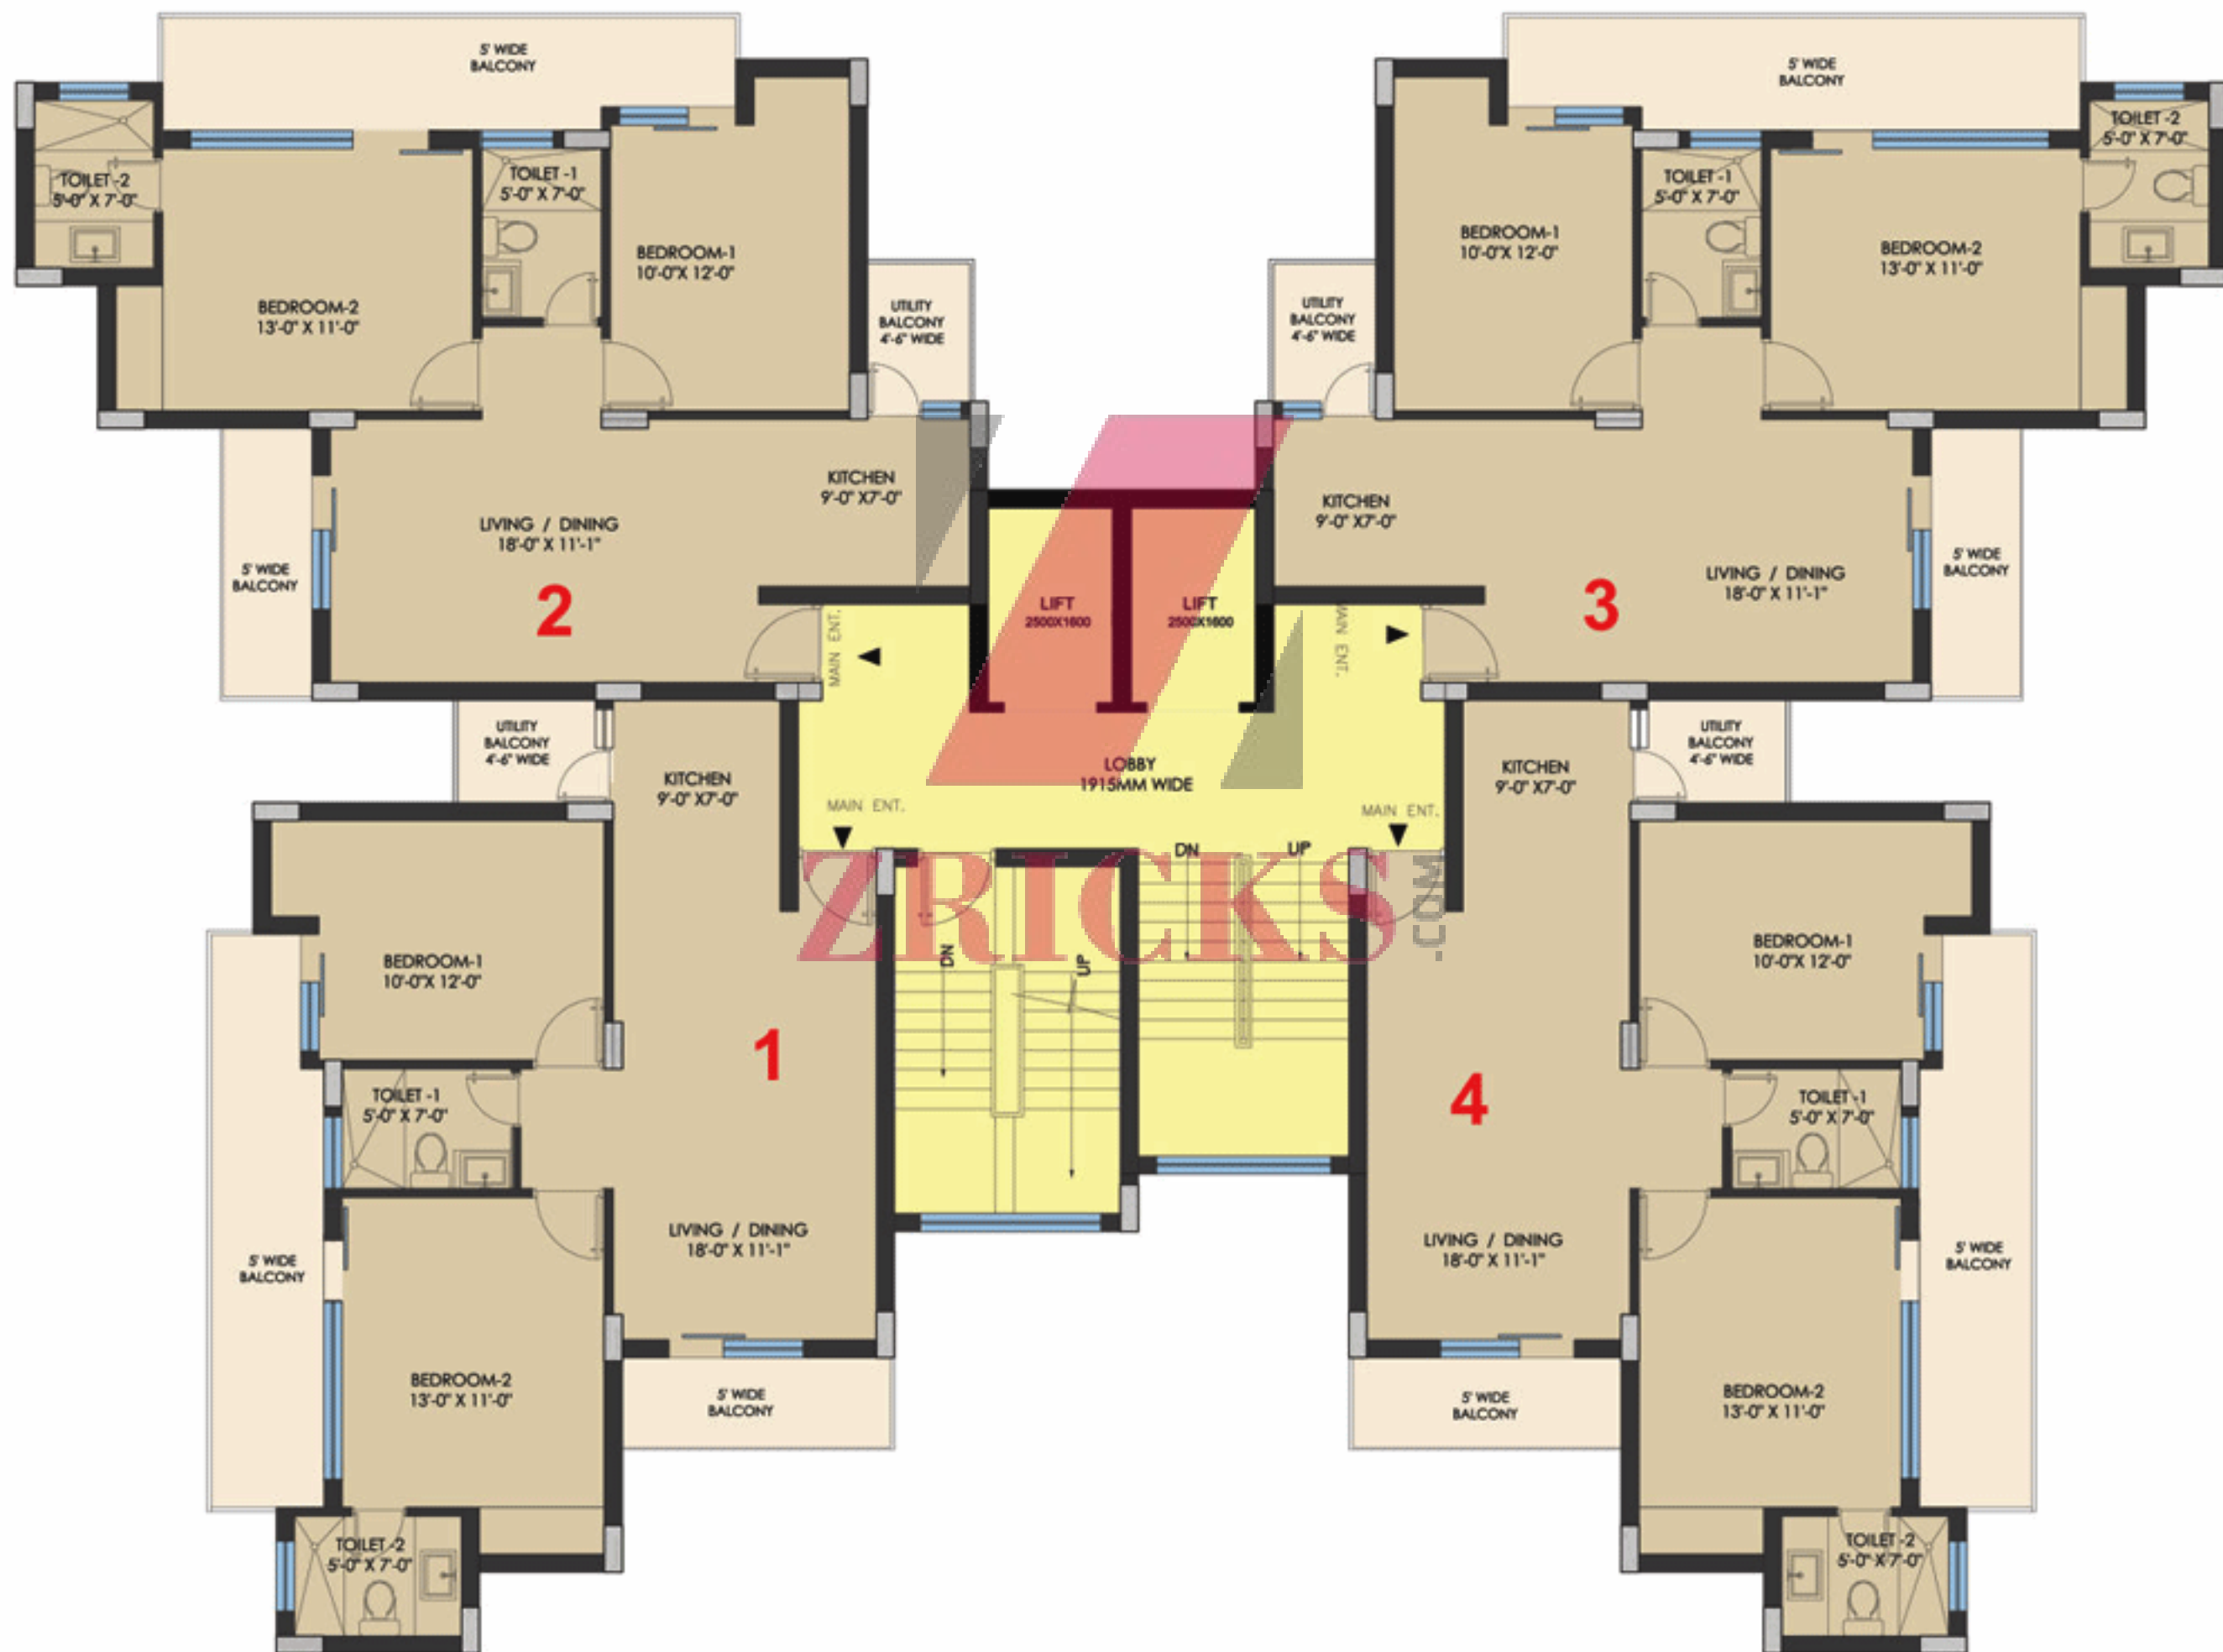 5' WIDE
BALCONY
TOILET -2
5'-0" X 7'-0"
TOILET -1
5'-0" X 7'-0"
BEDROOM-1
10'-0"X 12'-0"
BEDROOM-2
13'-0" X 11'-0"
UTILITY
BALCONY
4'-6" WIDE
KITCHEN
9'-0" X7'-0"
LIVING / DINING
18'-0" X 11'-1"
2
5' WIDE
BALCONY
MAIN ENT.
5' WIDE
BALCONY
TOILET -2
5'-0" X 7'-0"
TOILET -1
5'-0" X 7'-0"
BEDROOM-1
10'-0"X 12'-0"
BEDROOM-2
13'-0" X 11'-0"
UTILITY
BALCONY
4'-6" WIDE
KITCHEN
9'-0" X7'-0"
LIVING / DINING
18'-0" X 11'-1"
3
5' WIDE
BALCONY
MAIN ENT.
LIFT
2500X1600
LIFT
2500X1600
LOBBY
1915MM WIDE
MAIN ENT.
MAIN ENT.
DN
UP
DN
UP
ZRICKS
.COM
UTILITY
BALCONY
4'-6" WIDE
KITCHEN
9'-0" X7'-0"
BEDROOM-1
10'-0"X 12'-0"
1
TOILET -1
5'-0" X 7'-0"
LIVING / DINING
18'-0" X 11'-1"
5' WIDE
BALCONY
BEDROOM-2
13'-0" X 11'-0"
5' WIDE
BALCONY
TOILET -2
5'-0" X 7'-0"
KITCHEN
9'-0" X7'-0"
UTILITY
BALCONY
4'-6" WIDE
BEDROOM-1
10'-0"X 12'-0"
4
TOILET -1
5'-0" X 7'-0"
LIVING / DINING
18'-0" X 11'-1"
5' WIDE
BALCONY
BEDROOM-2
13'-0" X 11'-0"
5' WIDE
BALCONY
TOILET -2
5'-0" X 7'-0"